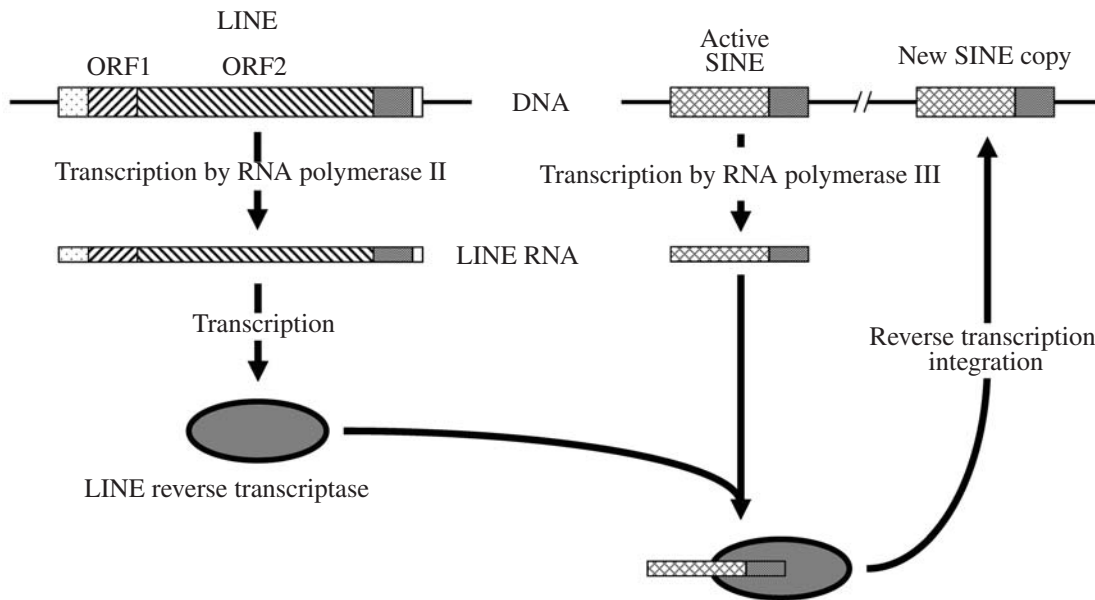 LINE
ORF1 ORF2
DNA
Active
SINE
New SINE copy
Transcription by RNA polymerase II
Transcription by RNA polymerase III
LINE RNA
Transcription
Reverse transcription
integration
LINE reverse transcriptase